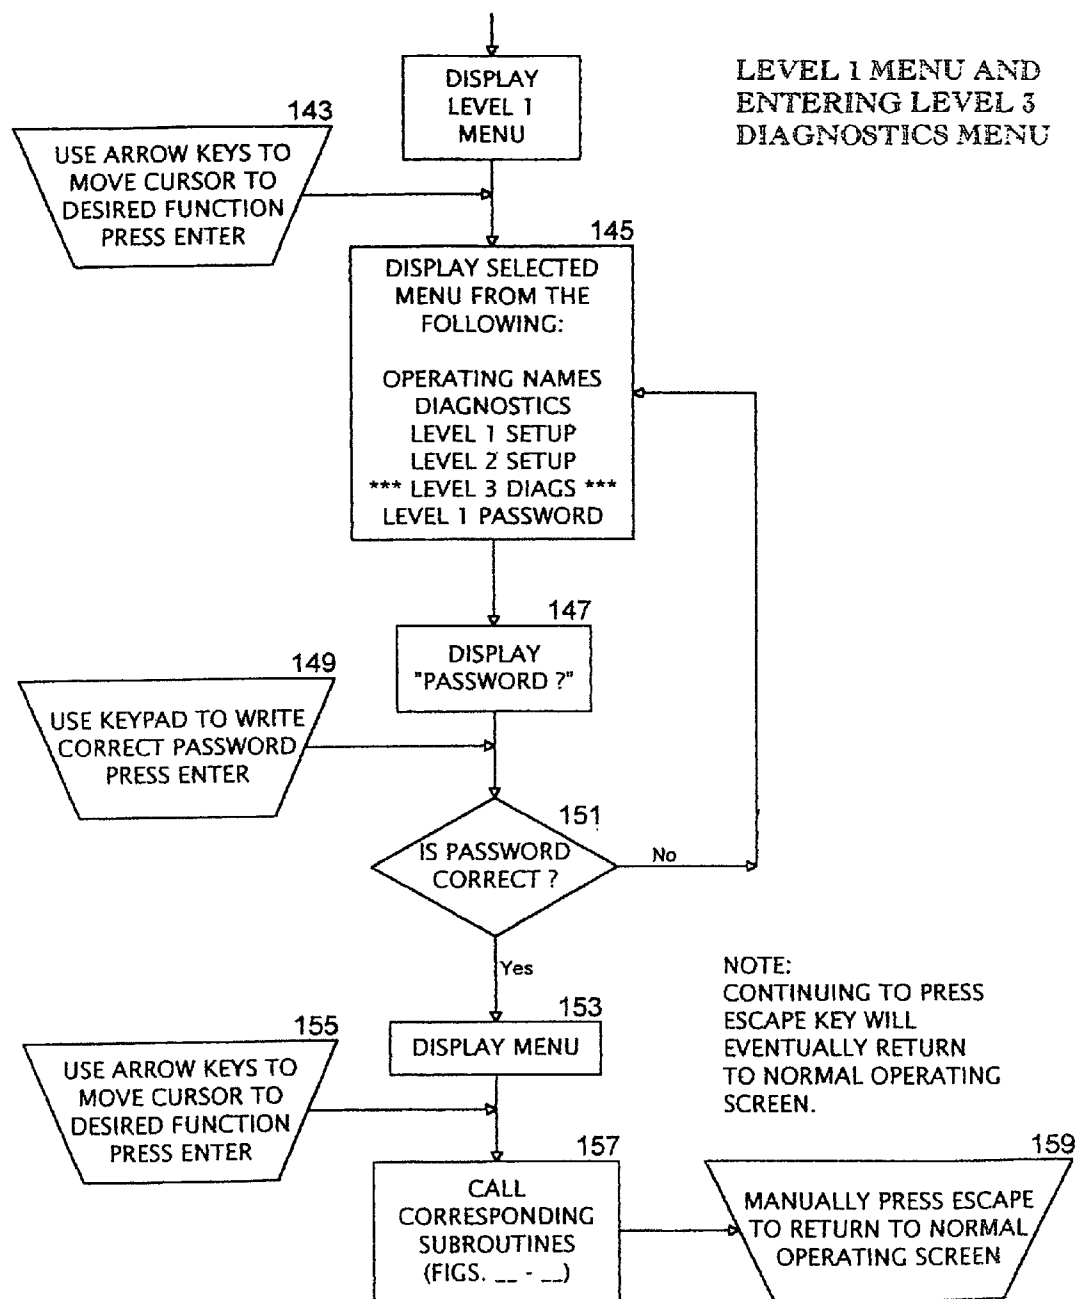 DISPLAY
LEVEL 1
MENU
LEVEL 1 MENU AND
ENTERING LEVEL 3
DIAGNOSTICS MENU
143
USE ARROW KEYS TO
MOVE CURSOR TO
DESIRED FUNCTION
PRESS ENTER
145
DISPLAY SELECTED
MENU FROM THE
FOLLOWING:
OPERATING NAMES
DIAGNOSTICS
LEVEL 1 SETUP
LEVEL 2 SETUP
*** LEVEL 3 DIAGS ***
LEVEL 1 PASSWORD
147
DISPLAY
"PASSWORD ?"
149
USE KEYPAD TO WRITE
CORRECT PASSWORD
PRESS ENTER
151
IS PASSWORD
CORRECT ?
No
Yes
NOTE:
CONTINUING TO PRESS
ESCAPE KEY WILL
EVENTUALLY RETURN
TO NORMAL OPERATING
SCREEN.
153
DISPLAY MENU
155
USE ARROW KEYS TO
MOVE CURSOR TO
DESIRED FUNCTION
PRESS ENTER
157
CALL
CORRESPONDING
SUBROUTINES
(FIGS. __ - __)
159
MANUALLY PRESS ESCAPE
TO RETURN TO NORMAL
OPERATING SCREEN